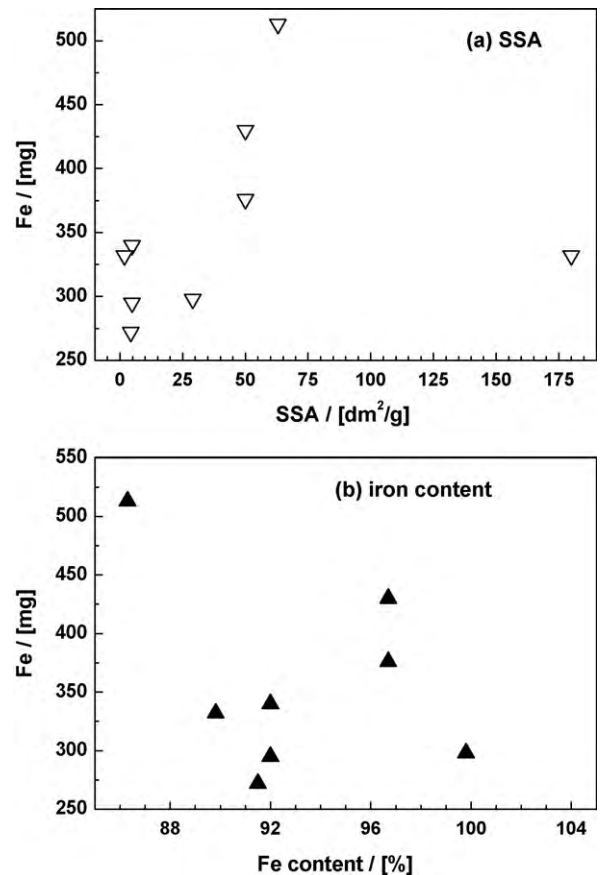 (a) SSA
Fe / [mg]
500
450
400
350
300
250
0 25 50 75 100 125 150 175
SSA / [dm²/g]
(b) iron content
Fe / [mg]
550
500
450
400
350
300
250
88 92 96 100 104
Fe content / [%]